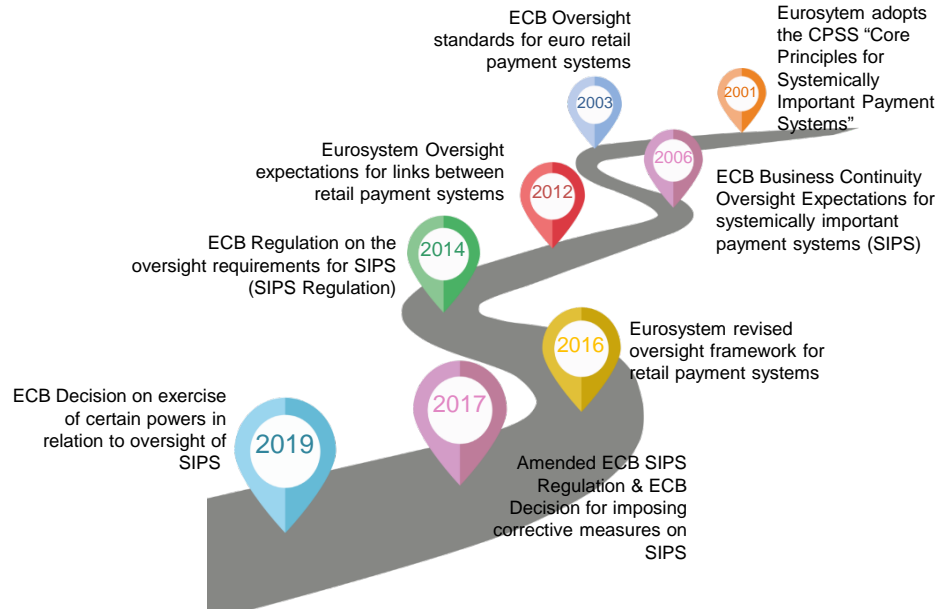 ECB Oversight
standards for euro retail
payment systems
2003
Eurosytem adopts
the CPSS “Core
Principles for
Systemically
Important Payment
Systems”
2001
Eurosystem Oversight
expectations for links between
retail payment systems
2012
2006
ECB Business Continuity
Oversight Expectations for
systemically important
payment systems (SIPS)
ECB Regulation on the
oversight requirements for SIPS
(SIPS Regulation)
2014
2016
Eurosystem revised
oversight framework for
retail payment systems
ECB Decision on exercise
of certain powers in
relation to oversight of
SIPS
2019
2017
Amended ECB SIPS
Regulation & ECB
Decision for imposing
corrective measures on
SIPS